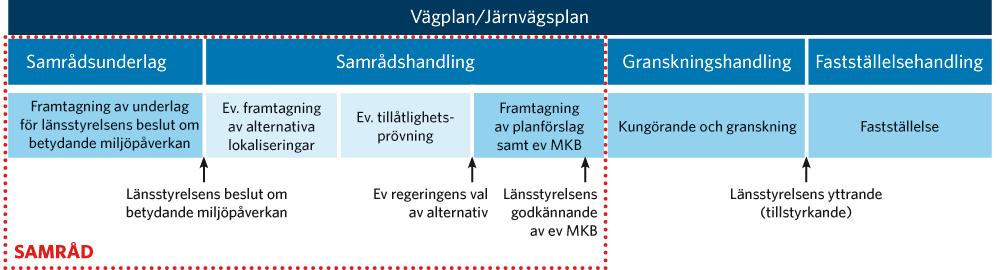 Vägplan/Järnvägsplan
Samrådsunderlag
Samrådshandling
Granskningshandling
Fastställelsehandling
Framtagning av underlag
för länsstyrelsens beslut om
betydande miljöpåverkan
Ev. framtagning
av alternativa
lokaliseringar
Ev. tillåtlighets-
prövning
Framtagning
av planförslag
samt ev MKB
Kungörande och granskning
Fastställelse
Länsstyrelsens beslut om
betydande miljöpåverkan
Ev regeringens val
av alternativ
Länsstyrelsens
godkännande
av ev MKB
Länsstyrelsens yttrande
(tillstyrkande)
SAMRÅD